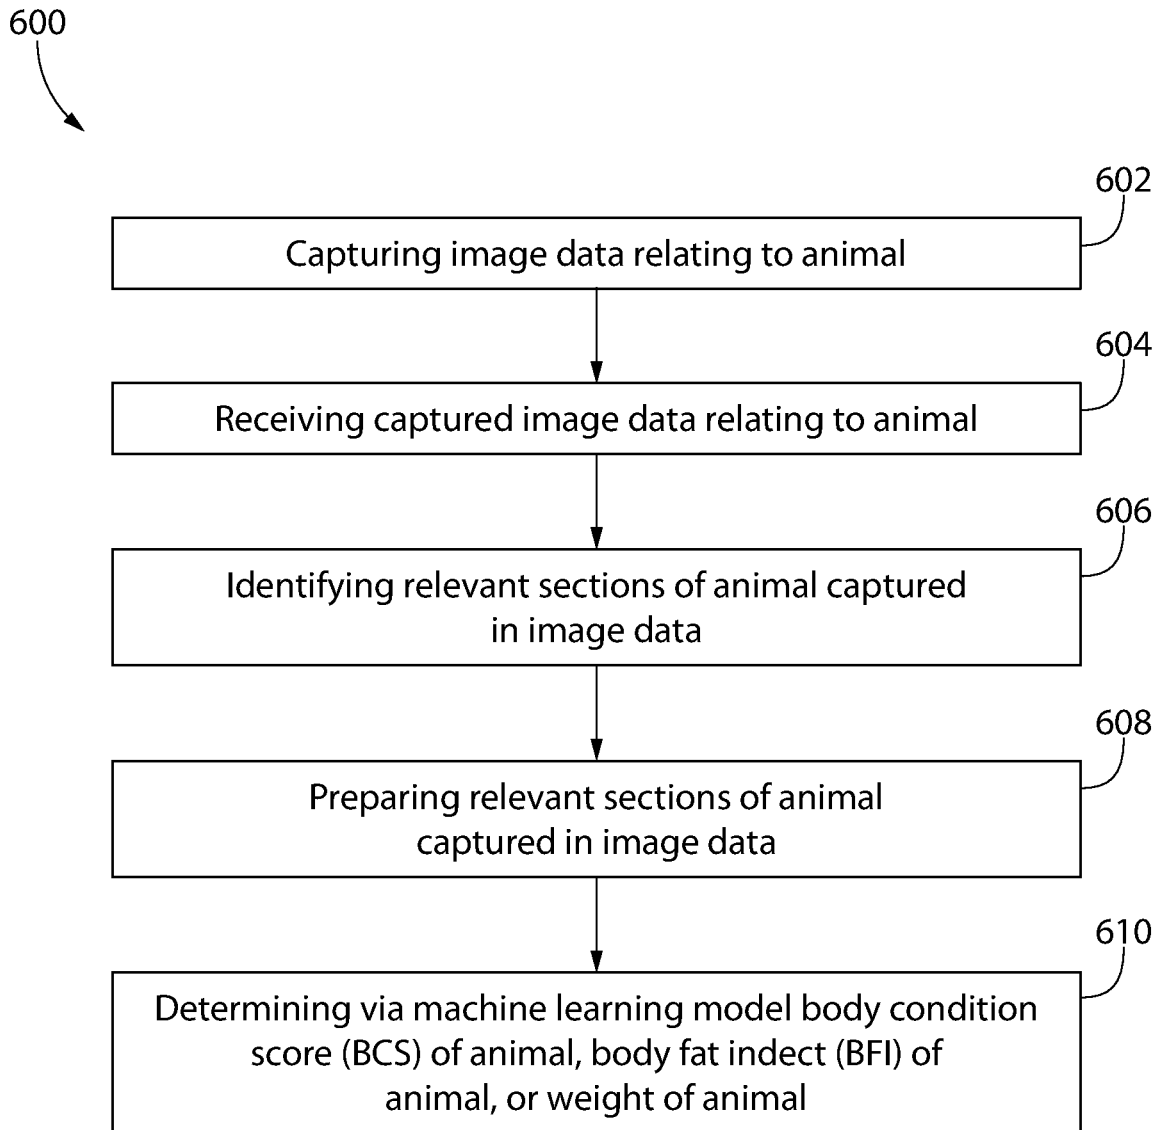 600
602
Capturing image data relating to animal
604
Receiving captured image data relating to animal
606
Identifying relevant sections of animal captured
in image data
608
Preparing relevant sections of animal
captured in image data
610
Determining via machine learning model body condition
score (BCS) of animal, body fat indect (BFI) of
animal, or weight of animal